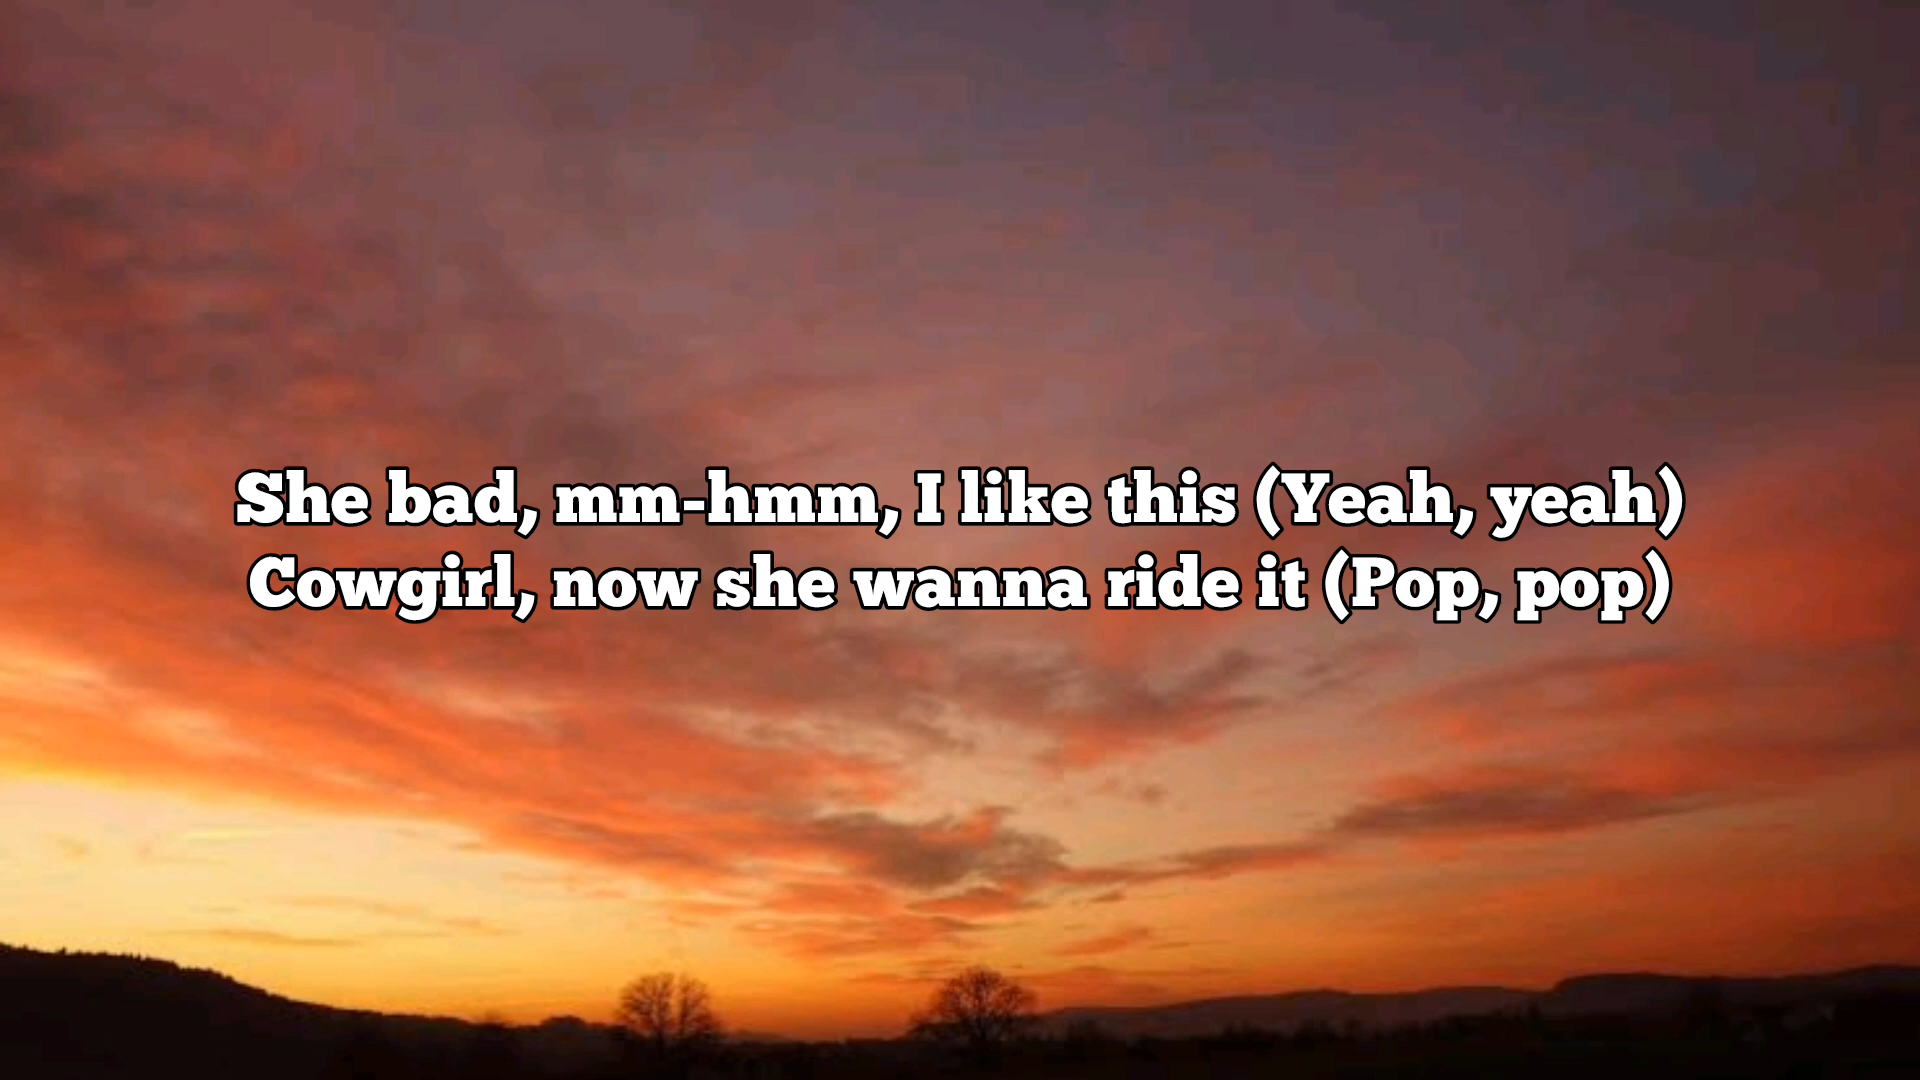 She bad, mm-hmm, I like this (Yeah, yeah)
Cowgirl, now she wanna ride it (Pop, pop)